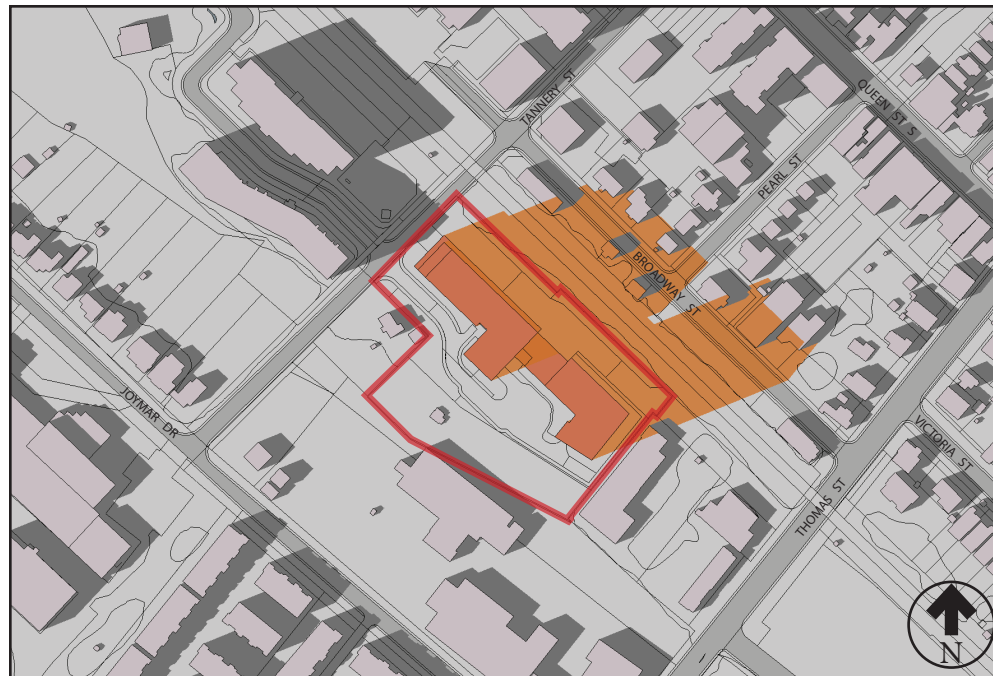 TANNERY ST
QUEEN ST S
PEARL ST
BROADWAY ST
JOYMAR DR
VICTORIA ST
THOMAS ST
N